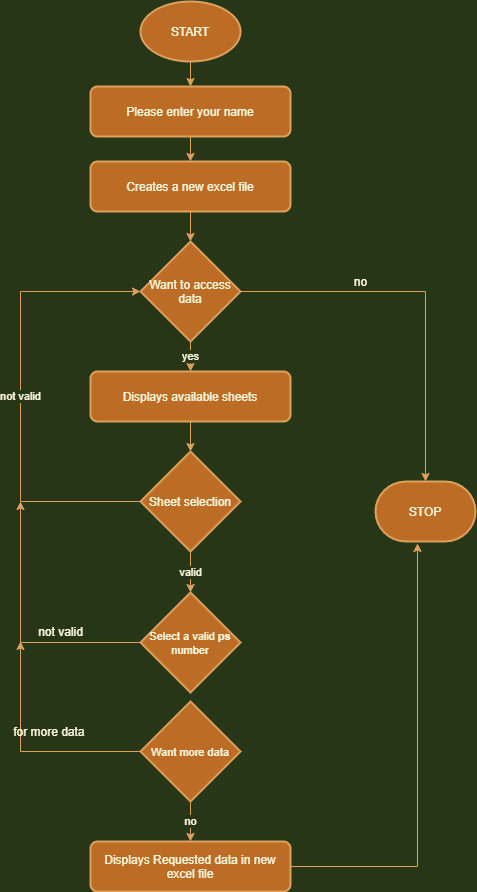 START
Please enter your name
Creates a new excel file
Want to access
data
no
yes
Displays available sheets
not valid
Sheet selection
STOP
valid
not valid
Select a valid ps
number
for more data
Want more data
no
Displays Requested data in new
excel file